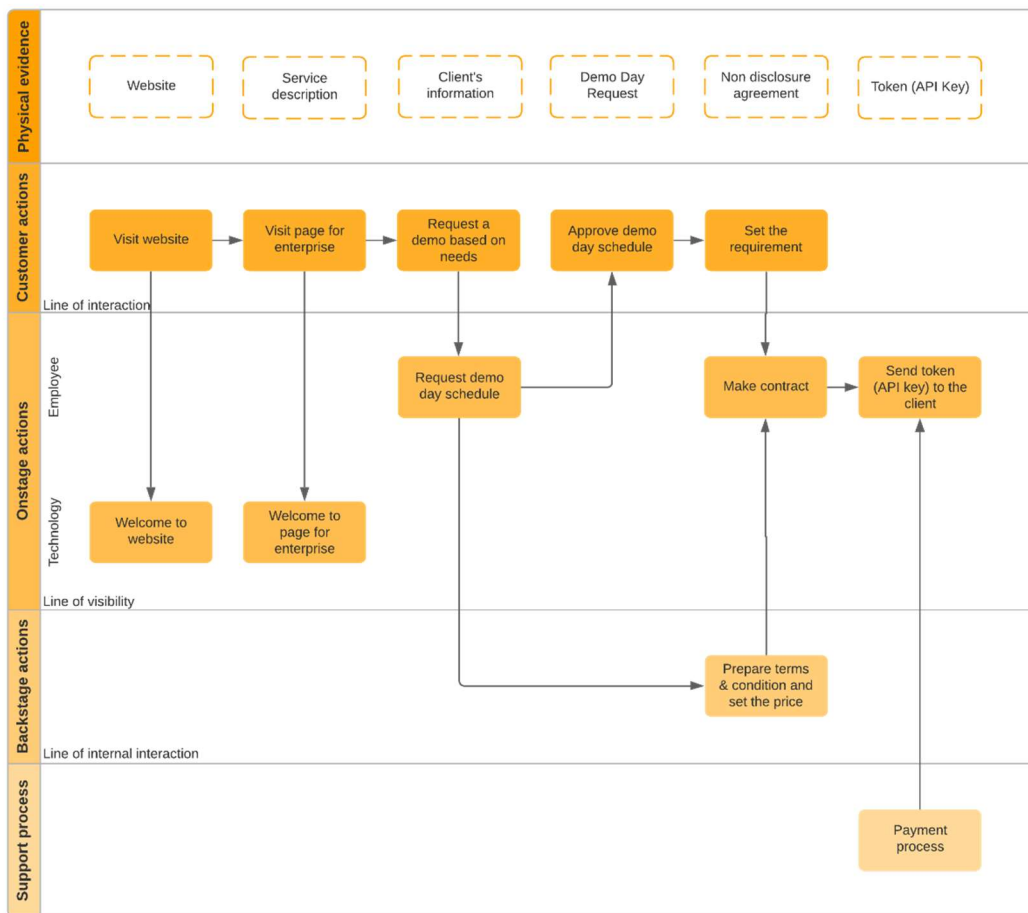 Physical evidence
Website
Service
description
Client's
information
Demo Day
Request
Non disclosure
agreement
Token (API Key)
Customer actions
Visit website
Visit page for
enterprise
Request a
demo based on
needs
Approve demo
day schedule
Set the
requirement
Line of interaction
Onstage actions
Employee
Request demo
day schedule
Make contract
Send token
(API key) to the
client
Technology
Welcome to
website
Welcome to
page for
enterprise
Line of visibility
Backstage actions
Prepare terms
& condition and
set the price
Line of internal interaction
Support process
Payment
process